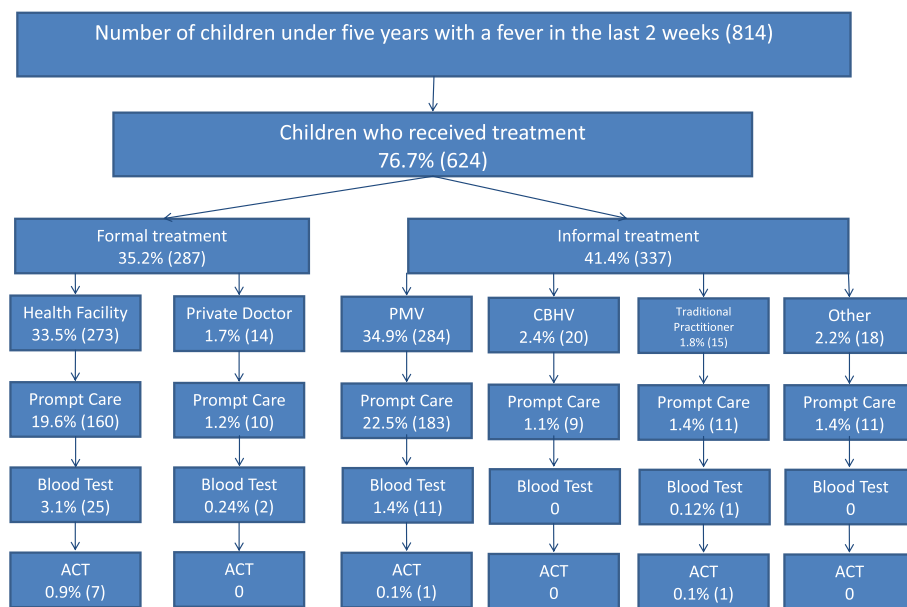 Number of children under five years with a fever in the last 2 weeks (814)
Children who received treatment
76.7% (624)
Formal treatment
35.2% (287)
Informal treatment
41.4% (337)
Health Facility
33.5% (273)
Private Doctor
1.7% (14)
PMV
34.9% (284)
CBHV
2.4% (20)
Traditional
Practitioner
1.8% (15)
Other
2.2% (18)
Prompt Care
19.6% (160)
Prompt Care
1.2% (10)
Prompt Care
22.5% (183)
Prompt Care
1.1% (9)
Prompt Care
1.4% (11)
Prompt Care
1.4% (11)
Blood Test
3.1% (25)
Blood Test
0.24% (2)
Blood Test
1.4% (11)
Blood Test
0
Blood Test
0.12% (1)
Blood Test
0
ACT
0.9% (7)
ACT
0
ACT
0.1% (1)
ACT
0
ACT
0.1% (1)
ACT
0